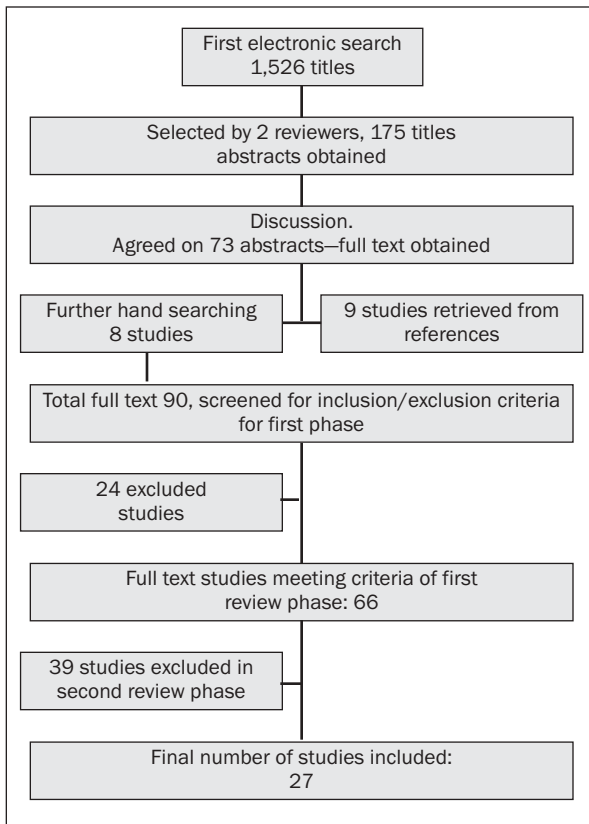 First electronic search
1,526 titles
Selected by 2 reviewers, 175 titles
abstracts obtained
Discussion.
Agreed on 73 abstracts—full text obtained
Further hand searching
8 studies
9 studies retrieved from
references
Total full text 90, screened for inclusion/exclusion criteria
for first phase
24 excluded
studies
Full text studies meeting criteria of first
review phase: 66
39 studies excluded in
second review phase
Final number of studies included:
27